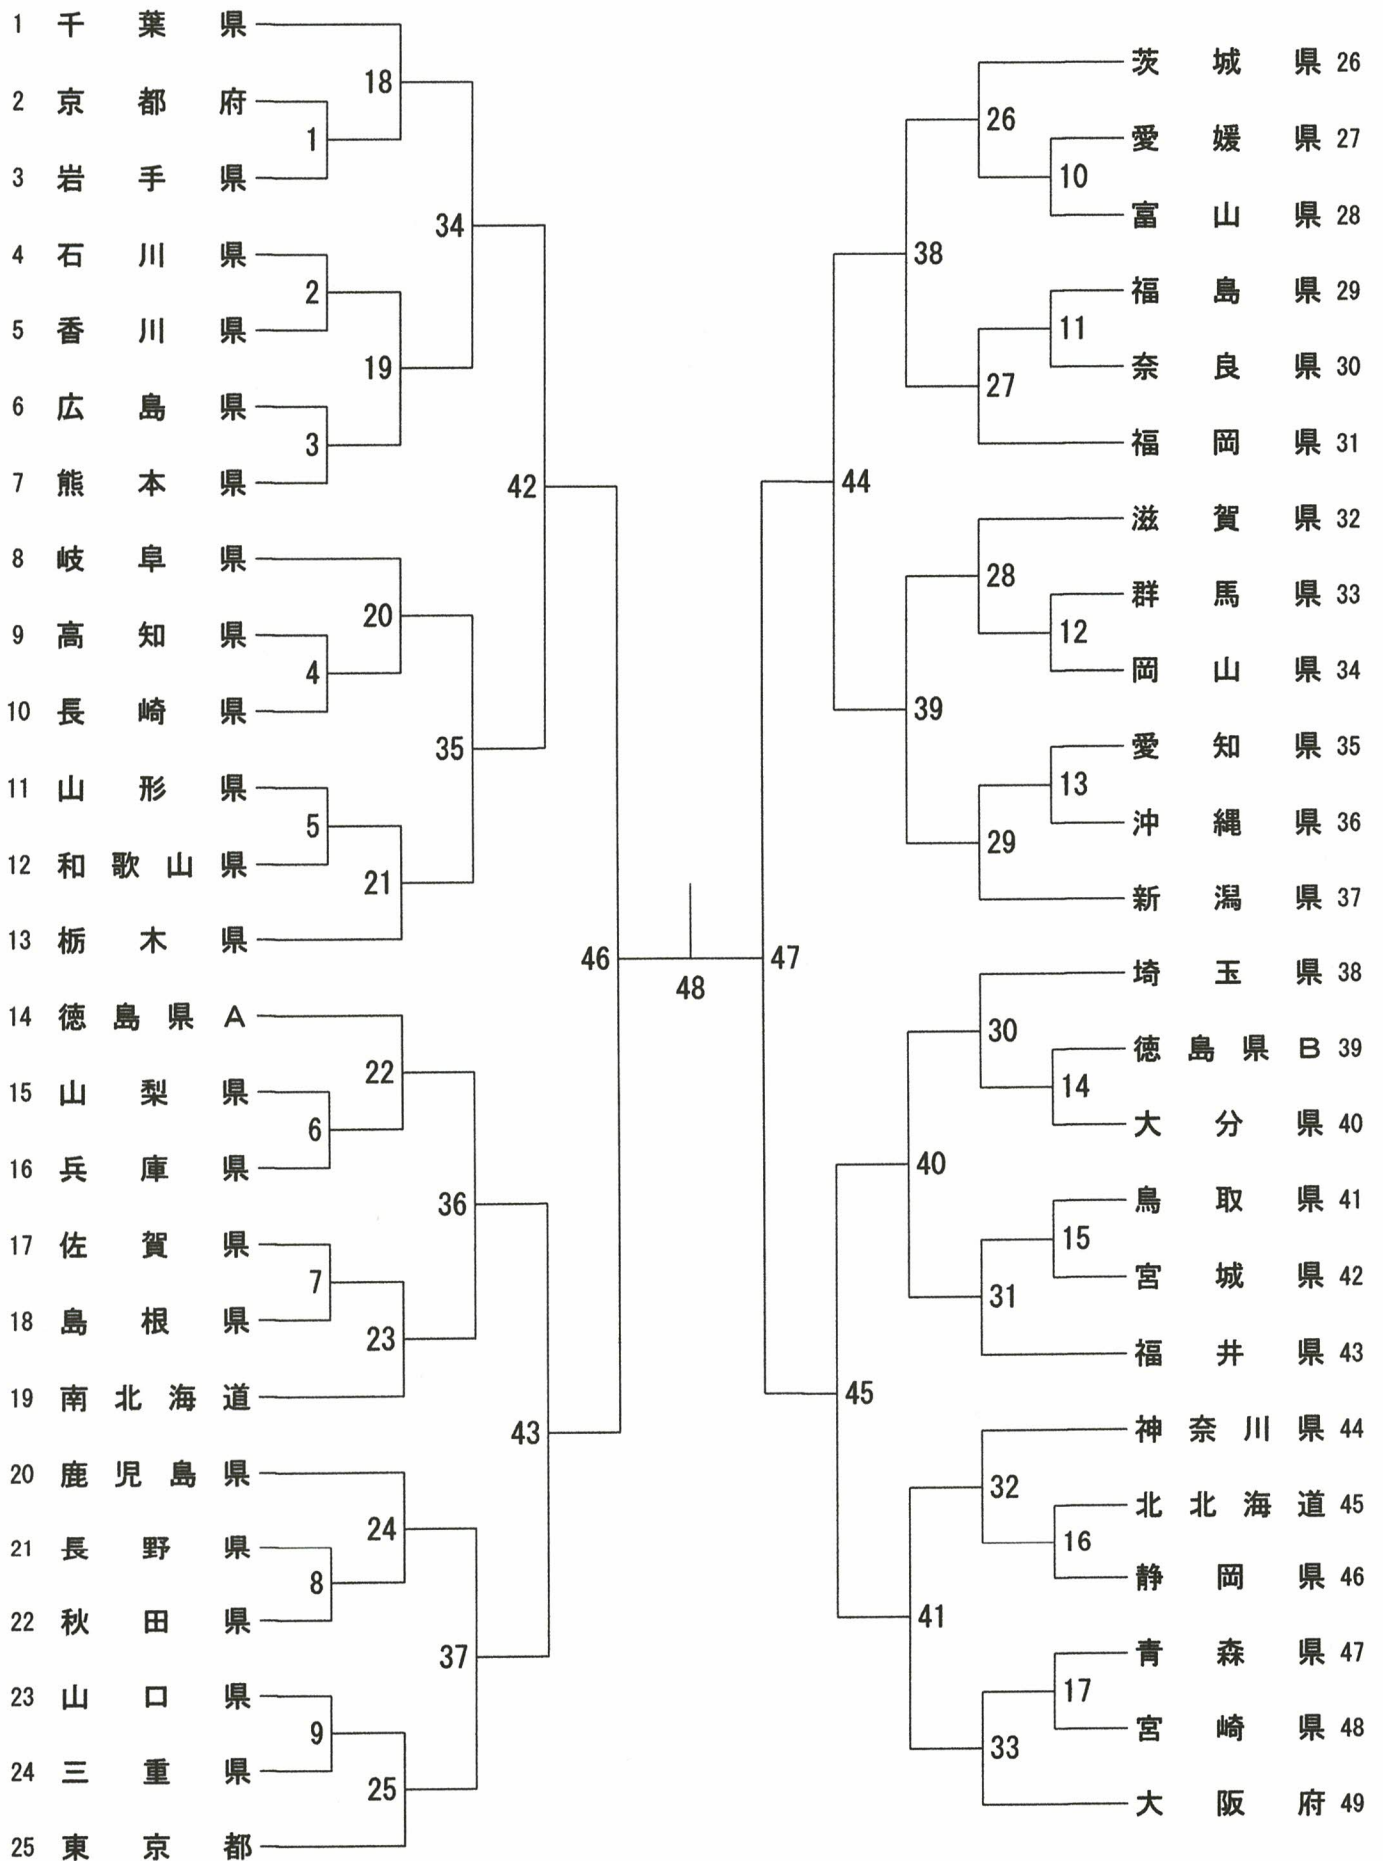 1 千葉県
2 京都府
3 岩手県
4 石川県
5 香川県
6 広島県
7 熊本県
8 岐阜県
9 高知県
10 長崎県
11 山形県
12 和歌山県
13 栃木県
14 徳島県A
15 山梨県
16 兵庫県
17 佐賀県
18 島根県
19 南北海道
20 鹿児島県
21 長野県
22 秋田県
23 山口県
24 三重県
25 東京都
1
2
3
4
5
6
7
8
9
18
19
20
21
22
23
24
25
34
35
36
37
42
43
46
48
47
44
45
38
39
40
41
26
27
28
29
30
31
32
33
10
11
12
13
14
15
16
17
茨城県 26
愛媛県 27
富山県 28
福島県 29
奈良県 30
福岡県 31
滋賀県 32
群馬県 33
岡山県 34
愛知県 35
沖縄県 36
新潟県 37
埼玉県 38
徳島県B 39
大分県 40
鳥取県 41
宮城県 42
福井県 43
神奈川県 44
北北海道 45
静岡県 46
青森県 47
宮崎県 48
大阪府 49